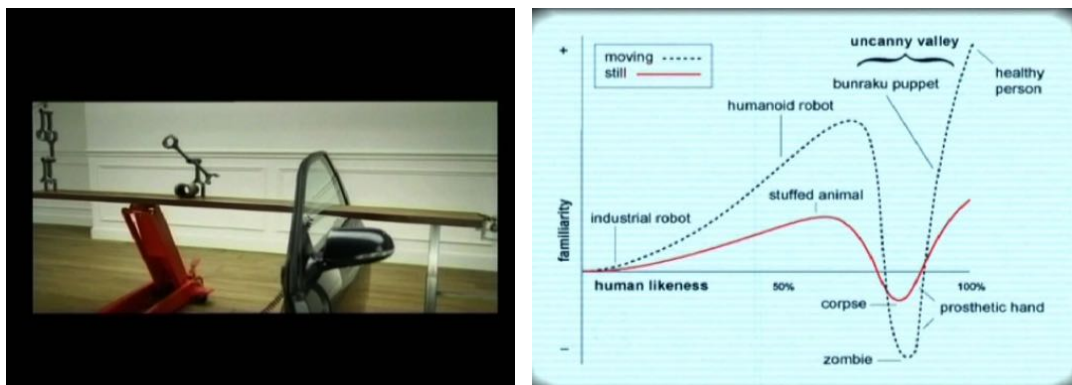 +
uncanny valley
moving
still
bunraku puppet
healthy
person
humanoid robot
stuffed animal
familiarity
industrial robot
human likeness
50%
100%
corpse
prosthetic hand
–
zombie